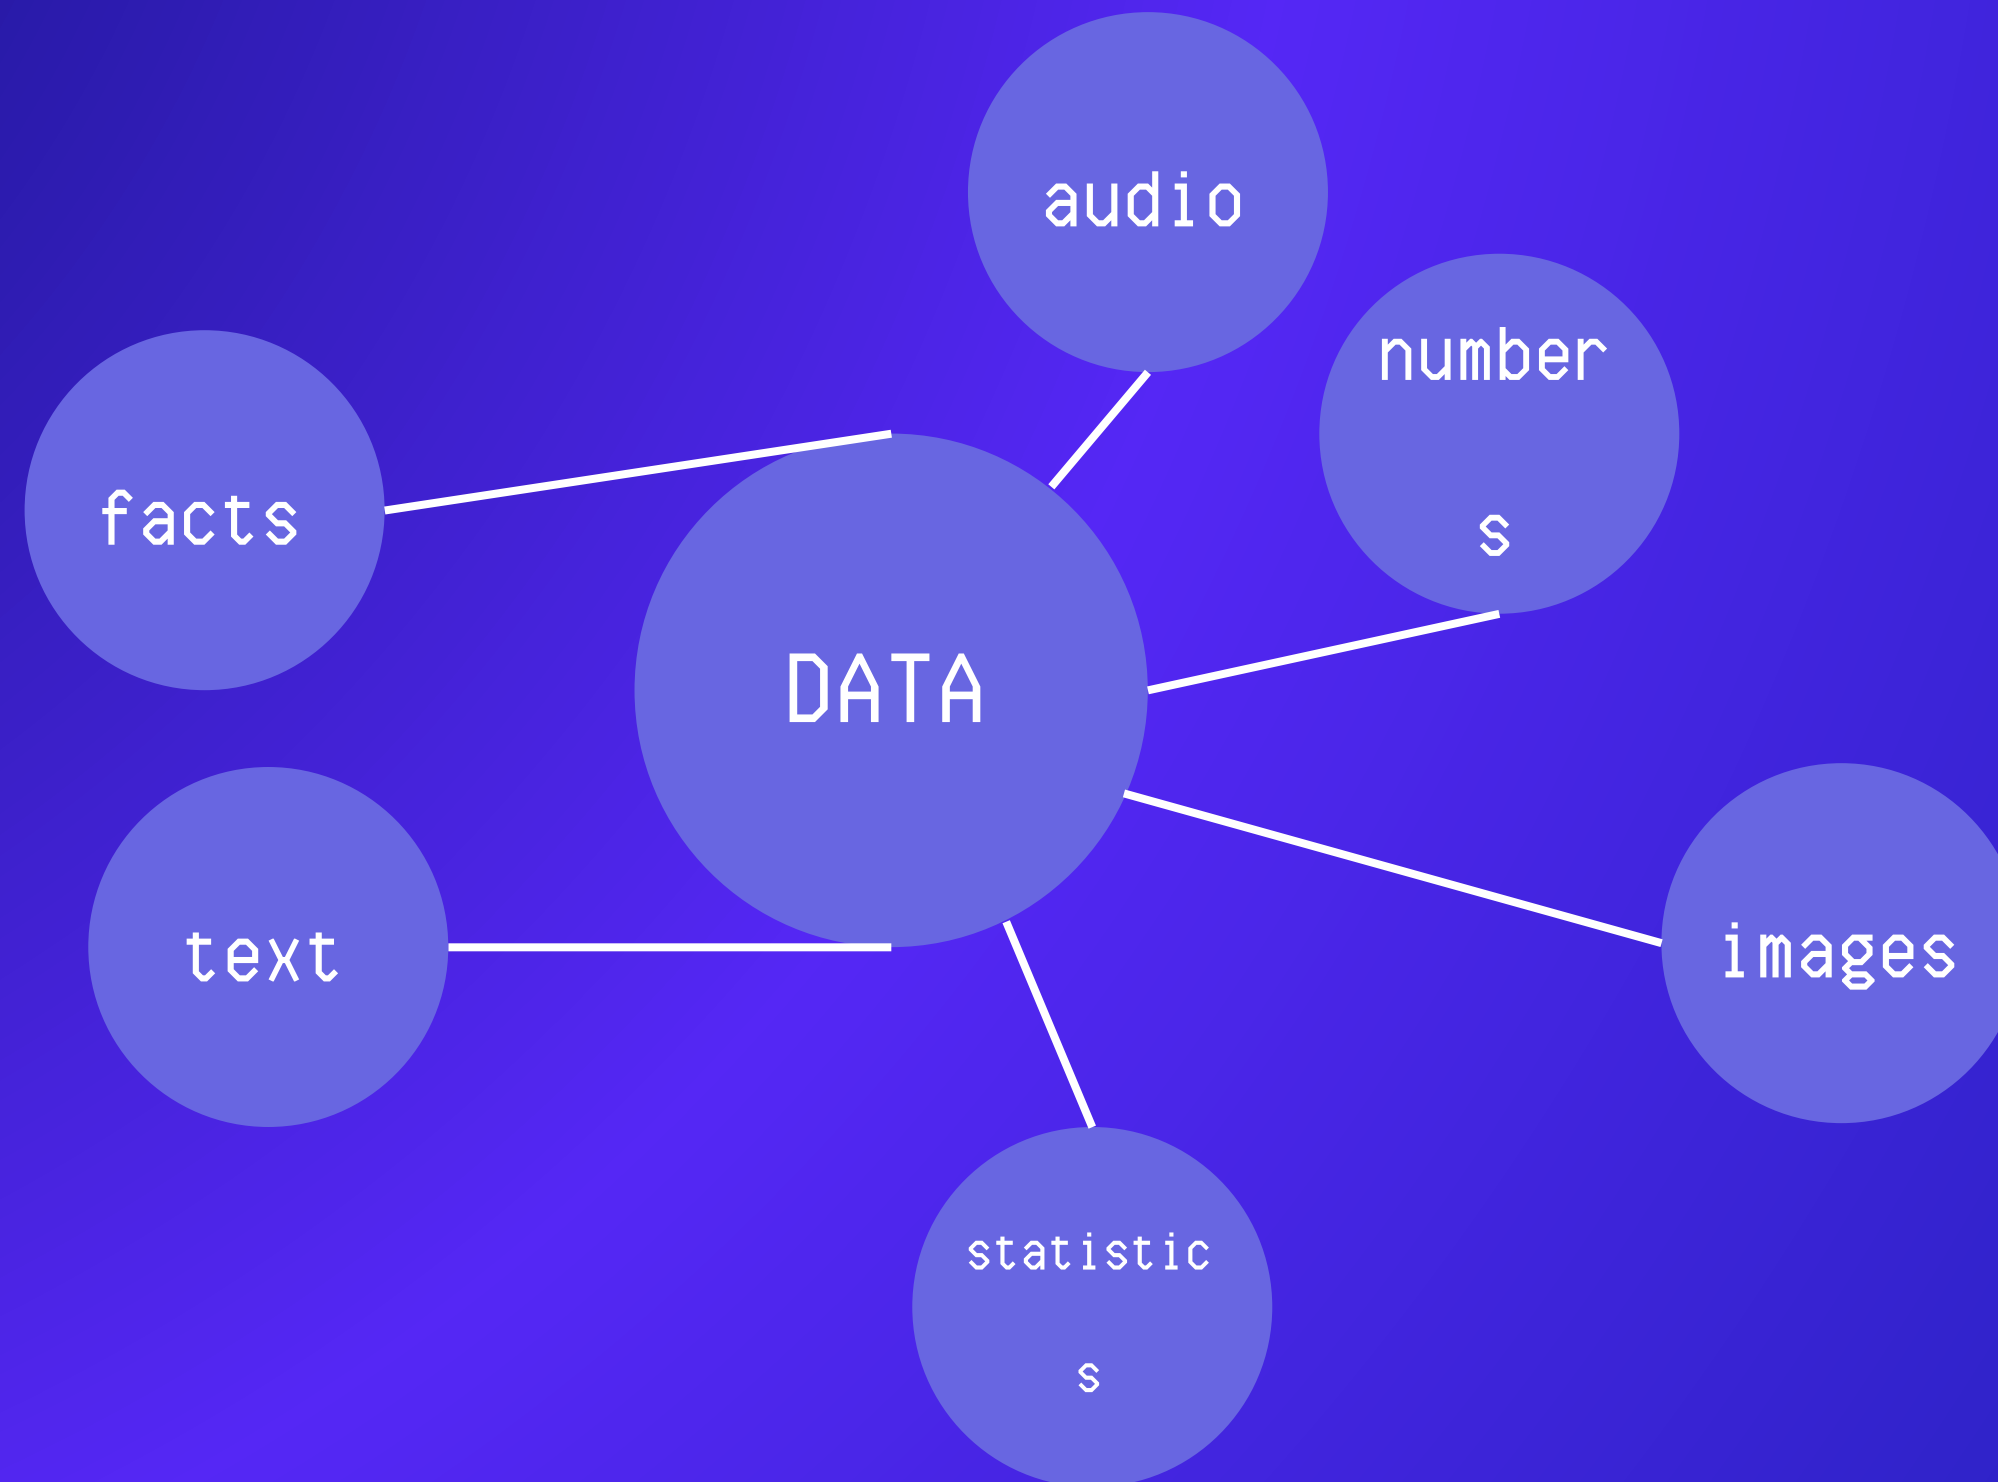 audio
number
s
facts
DATA
text
images
statistic
s